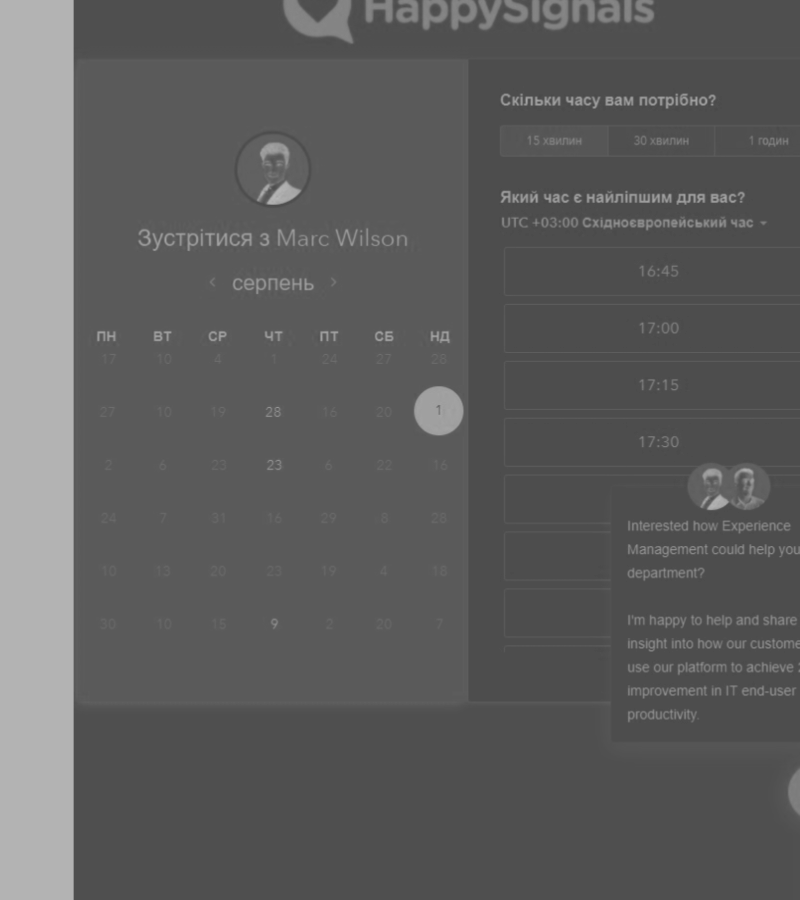 HappySignals
Зустрітися з Marc Wilson
серпень
ПН ВТ СР ЧТ ПТ СБ НД
17 10 4 1 24 27 26
27 10 19 28 16 20 1
2 6 23 23 6 22 16
24 7 31 16 29 8 28
10 13 20 23 19 4 18
30 10 15 9 2 20 7
Скільки часу вам потрібно?
15 хвилин 30 хвилин 1 годин
Який час є найліпшим для вас?
UTC +03:00 Східноєвропейський час
16:45
17:00
17:15
17:30
Interested how Experience
Management could help you
department?
I'm happy to help and share
insight into how our custome
use our platform to achieve
improvement in IT end-user
productivity.